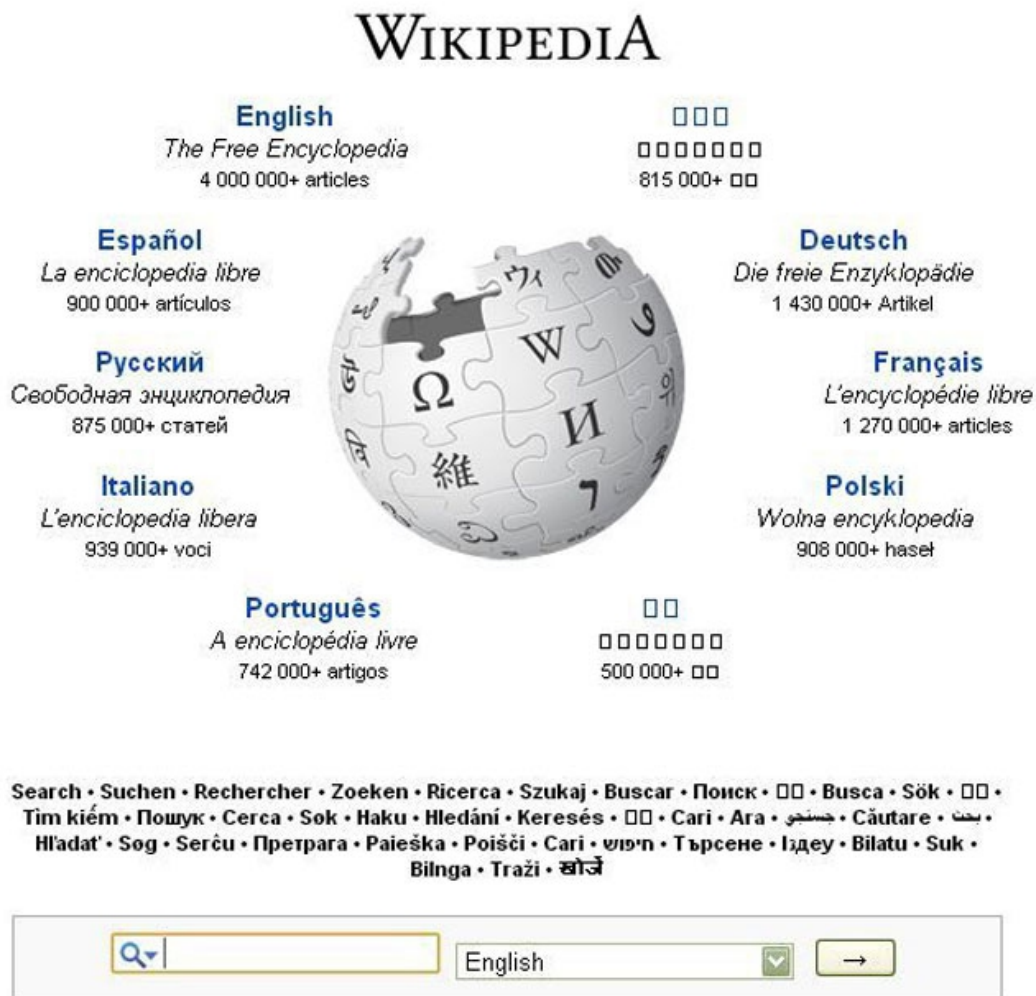 WIKIPEDIA
English
The Free Encyclopedia
4 000 000+ articles
815 000+
Español
La enciclopedia libre
900 000+ artículos
Deutsch
Die freie Enzyklopädie
1 430 000+ Artikel
Русский
Свободная энциклопедия
875 000+ статей
Français
L'encyclopédie libre
1 270 000+ articles
Italiano
L'enciclopedia libera
939 000+ voci
Polski
Wolna encyklopedia
908 000+ haseł
Português
A enciclopédia livre
742 000+ artigos
500 000+
Ω W И 維 ウィ
Search • Suchen • Rechercher • Zoeken • Ricerca • Szukaj • Buscar • Поиск • □□ • Busca • Sök • □□ •
Tìm kiếm • Пошук • Cerca • Søk • Haku • Hledání • Keresés • □□ • Cari • Ara • جستجو • Căutare • بحث •
Hľadať • Søg • Serĉu • Претрага • Paieška • Poišči • Cari • חיפוש • Търсене • Іздеу • Bilatu • Suk •
Bilnga • Traži • खोजें
English
→